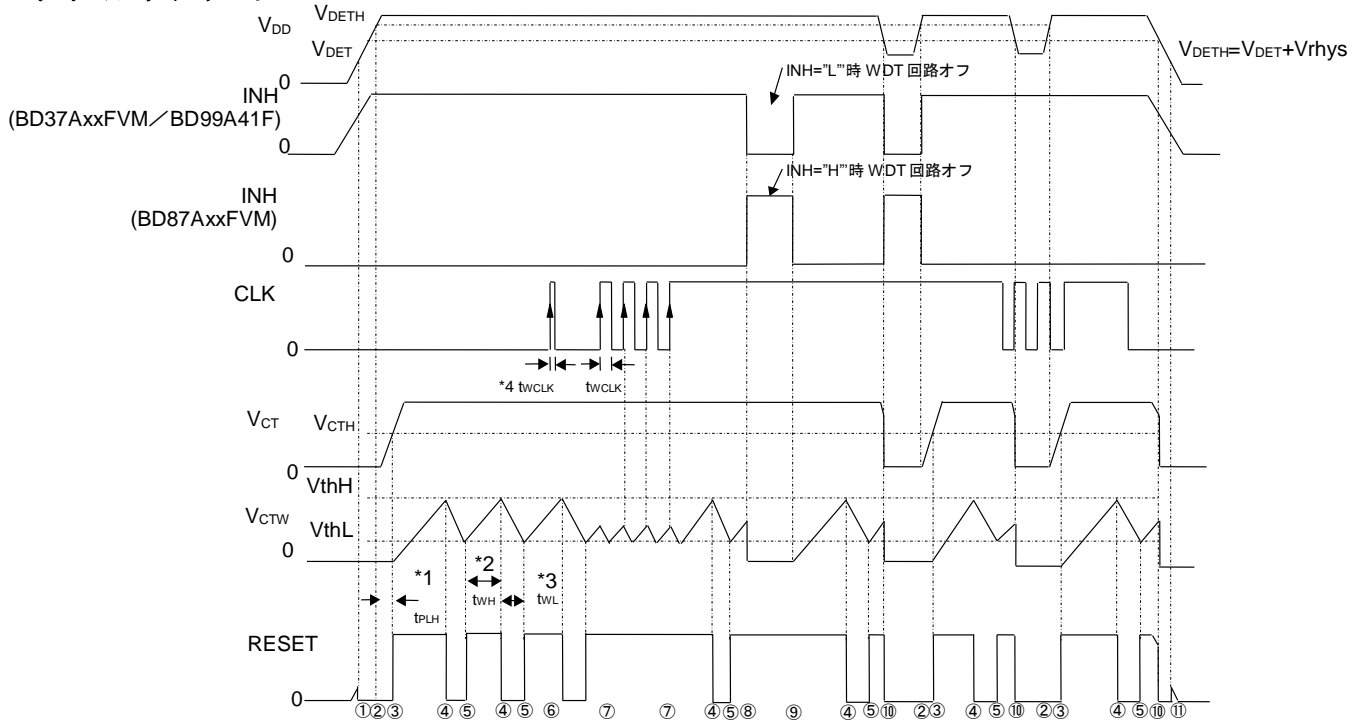 VDETH
VDD
VDET
0
VDETH=VDET+Vrhys
INH="L"時 WDT 回路オフ
INH
(BD37AxxFVM／BD99A41F)
0
INH="H"時 WDT 回路オフ
INH
(BD87AxxFVM)
0
CLK
0
*4 tWCLK
tWCLK
VCT
VCTH
0
VthH
VCTW
VthL
0
*1
*2
*3
tPLH
tWH
tWL
RESET
0
①②③ ④ ⑤ ④ ⑤ ⑥ ⑦ ⑦ ④⑤⑧ ⑨ ④ ⑤⑩ ②③ ④ ⑤⑩ ②③ ④ ⑤ ⑩ ⑪